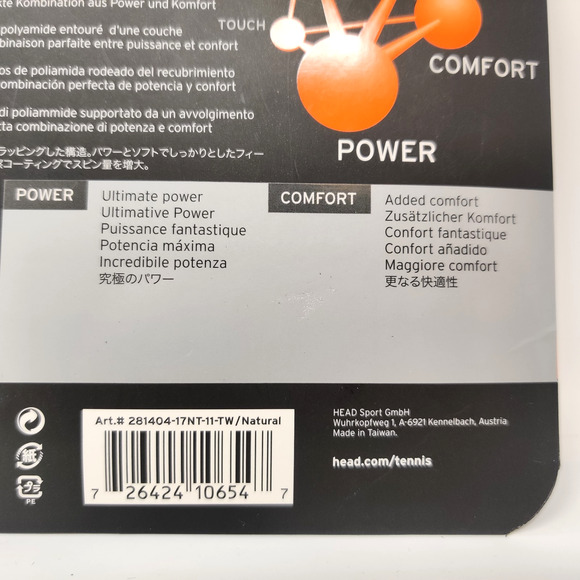 Kombination aus Power und Komfort
TOUCH
polyamide entouré d'une couche
parfaite entre puissance et confort
COMFORT
de poliamida rodeado del recubrimiento
combinación perfecta de potencia y confort
di poliammide supportato da un avvolgimento
combinazione di potenza e comfort
POWER
ラッピングした構造。パワーとソフトでしっかりとしたフィー
コーティングでスピン量を増大。
POWER
Ultimate power
Ultimative Power
Puissance fantastique
Potencia máxima
Incredibile potenza
究極のパワー
COMFORT
Added comfort
Zusätzlicher Komfort
Confort fantastique
Confort añadido
Maggiore comfort
更なる快適性
紙
プラ
PE
Art.# 281404-17NT-11-TW/Natural
7 26424 10654 7
HEAD Sport GmbH
Wuhrkopfweg 1, A-6921 Kennelbach, Austria
Made in Taiwan.
head.com/tennis